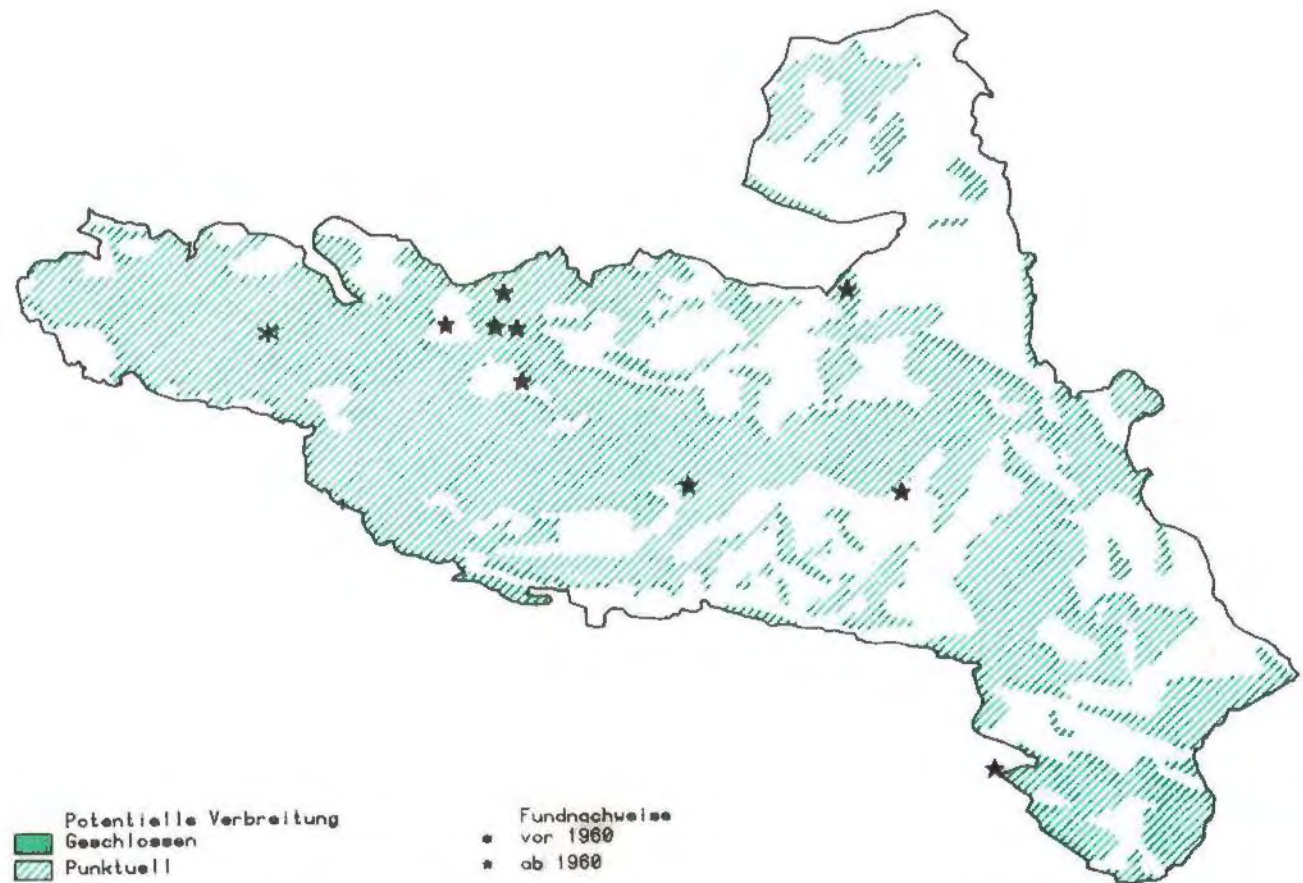 Potentielle Verbreitung
Geschlossen
Punktuell
Fundnachweise
vor 1960
ab 1960